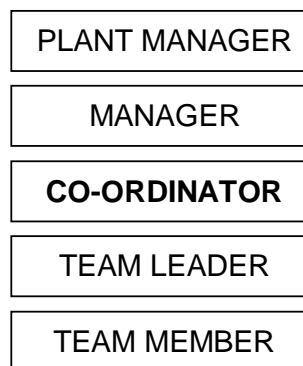 PLANT MANAGER
MANAGER
CO-ORDINATOR
TEAM LEADER
TEAM MEMBER